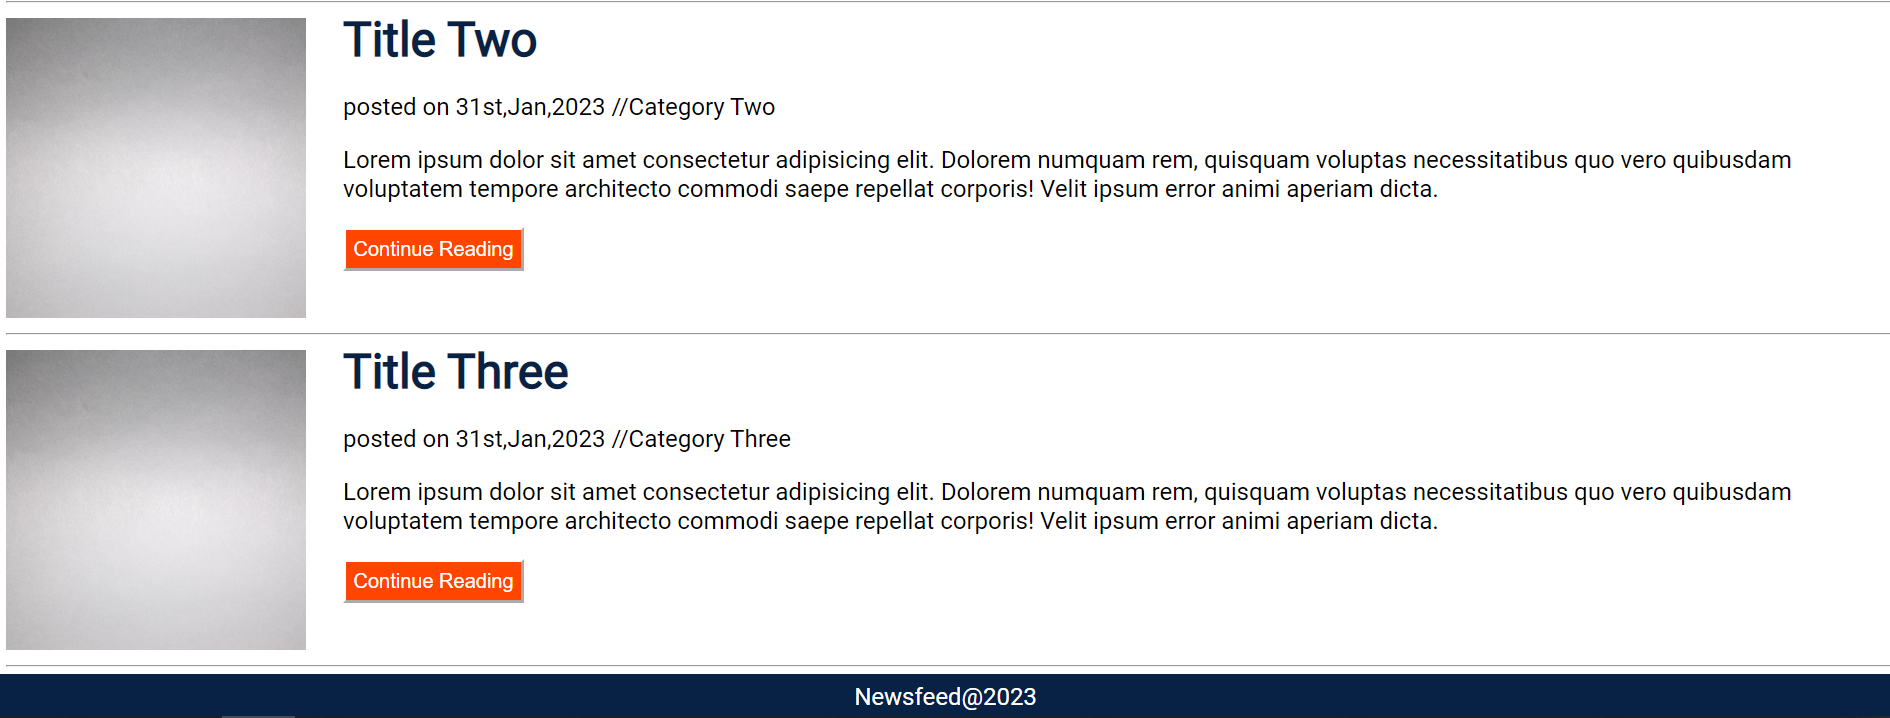 Title Two
posted on 31st,Jan,2023 //Category Two
Lorem ipsum dolor sit amet consectetur adipisicing elit. Dolorem numquam rem, quisquam voluptas necessitatibus quo vero quibusdam
voluptatem tempore architecto commodi saepe repellat corporis! Velit ipsum error animi aperiam dicta.
Continue Reading
Title Three
posted on 31st,Jan,2023 //Category Three
Lorem ipsum dolor sit amet consectetur adipisicing elit. Dolorem numquam rem, quisquam voluptas necessitatibus quo vero quibusdam
voluptatem tempore architecto commodi saepe repellat corporis! Velit ipsum error animi aperiam dicta.
Continue Reading
Newsfeed@2023